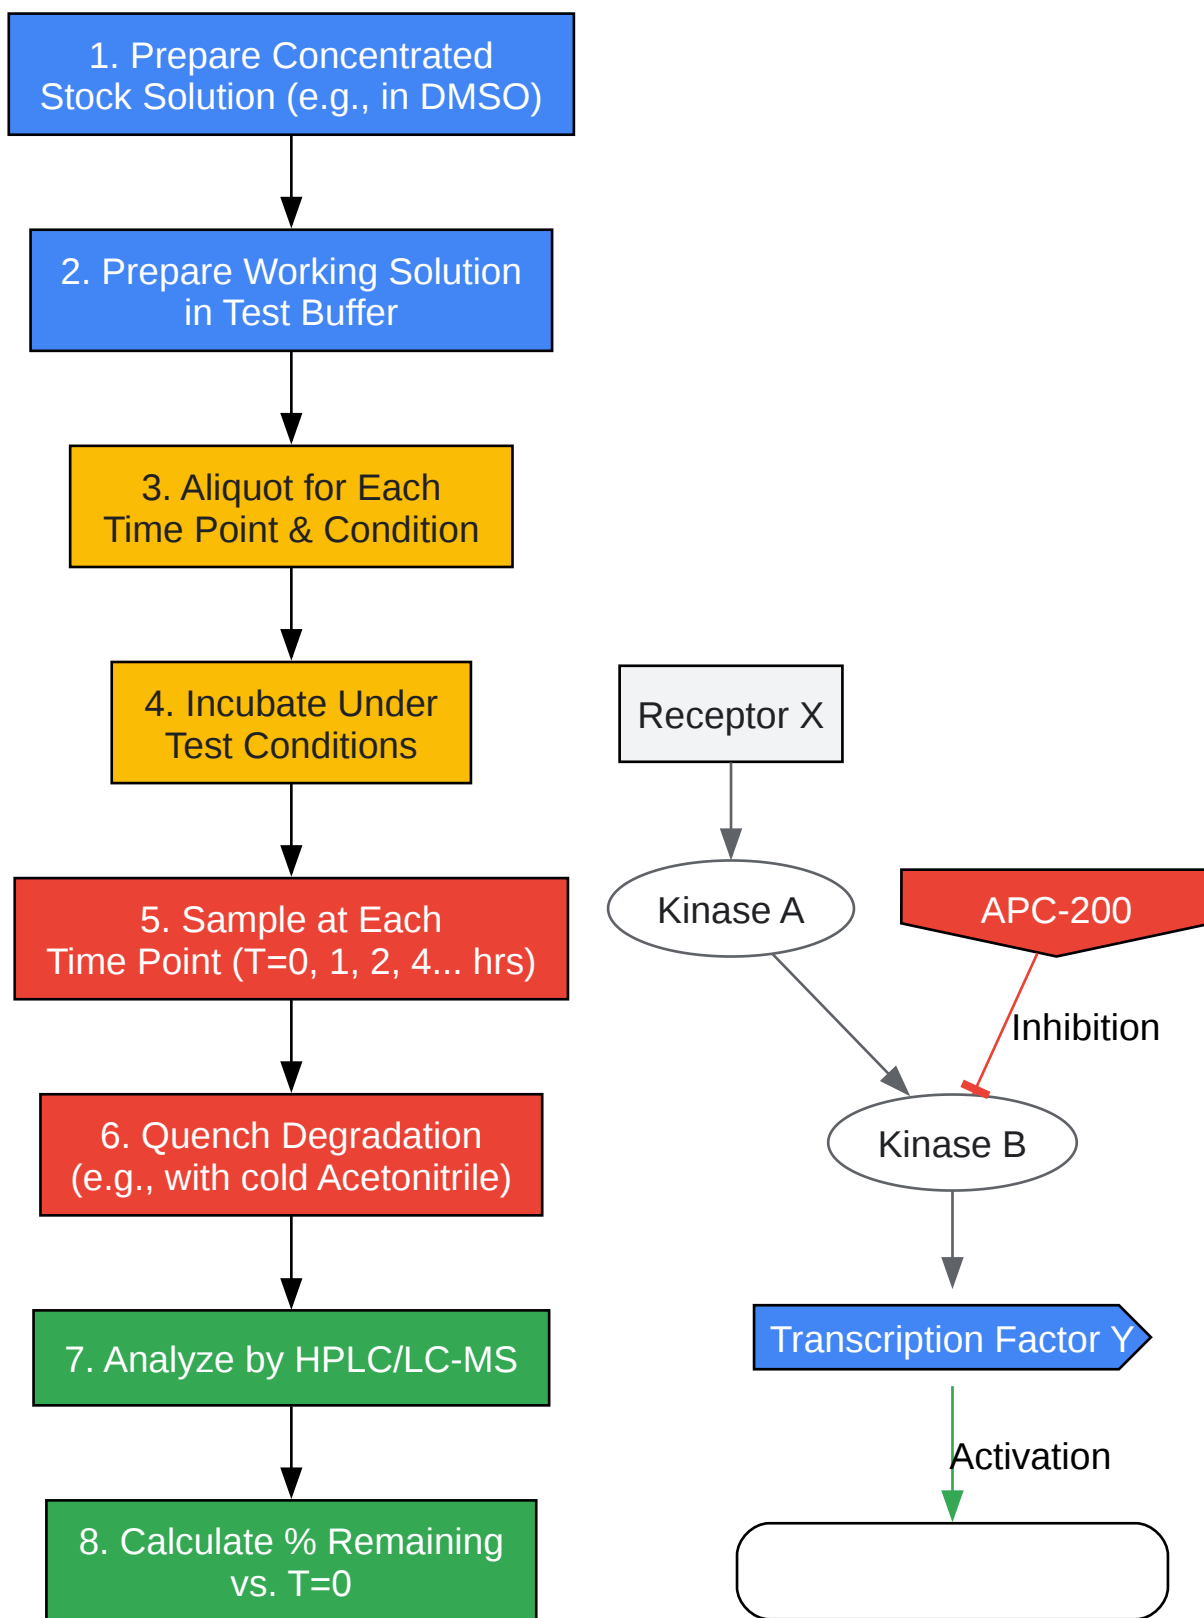 1. Prepare Concentrated
Stock Solution (e.g., in DMSO)
2. Prepare Working Solution
in Test Buffer
3. Aliquot for Each
Time Point & Condition
4. Incubate Under
Test Conditions
5. Sample at Each
Time Point (T=0, 1, 2, 4... hrs)
6. Quench Degradation
(e.g., with cold Acetonitrile)
7. Analyze by HPLC/LC-MS
8. Calculate % Remaining
vs. T=0
Receptor X
Kinase A
APC-200
Inhibition
Kinase B
Transcription Factor Y
Activation